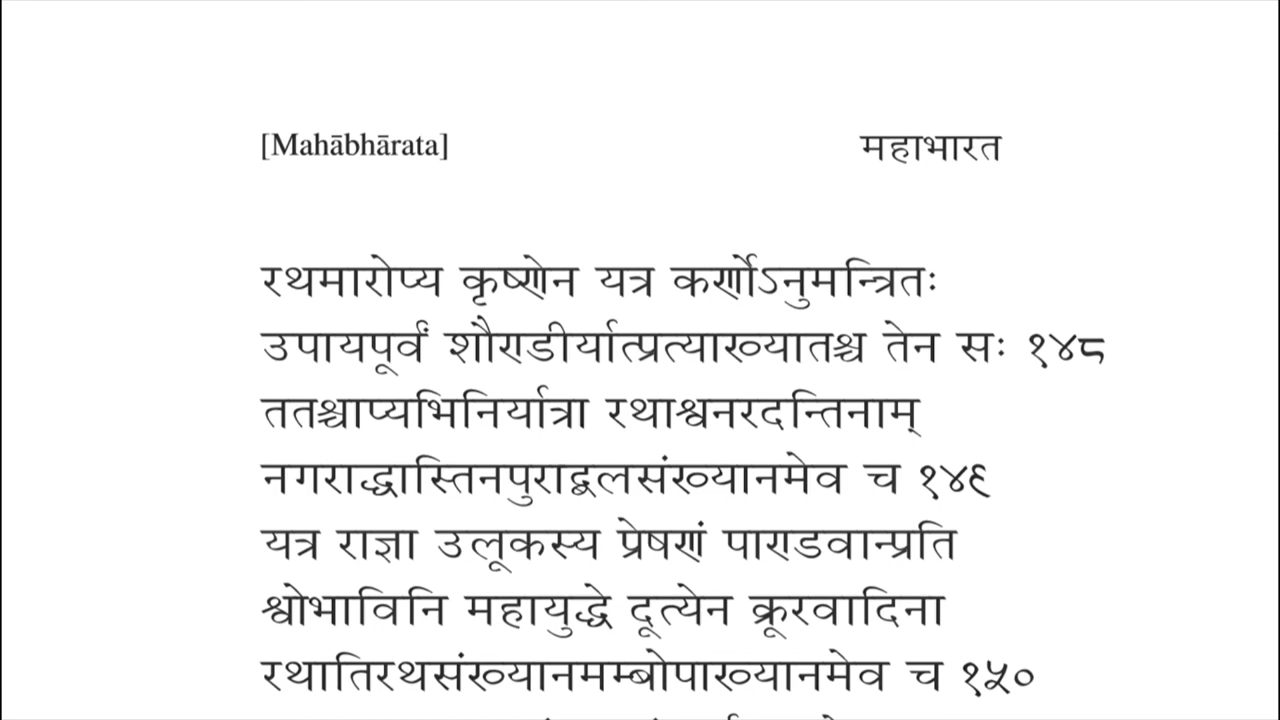 [Mahābhārata] महाभारत
रथमारोप्य कृष्णेन यत्र कर्णोऽनुमन्त्रितः
उपायपूर्वं शौराडीर्यात्प्रत्याख्यातश्च तेन सः १४८
ततश्चाप्यभिनिर्यात्रा रथाश्वनरदन्तिनाम्
नगराद्धास्तिनपुराद्बलसंख्यानमेव च १४९
यत्र राज्ञा उलूकस्य प्रेषणं पाण्डवान्प्रति
श्वोभाविनि महायुद्धे दूत्येन क्रूरवादिना
रथातिरथसंख्यानमम्बोपाख्यानमेव च १५०